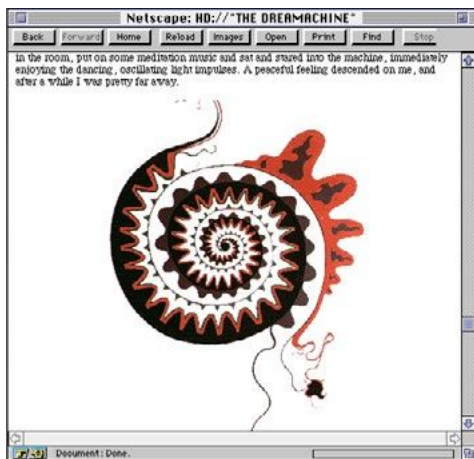 Netscape: HD://"THE DREAMACHINE"
Back Forward Home Reload Images Open Print Find Stop
in the room, put on some meditation music and sat and stared into the machine, immediately
enjoying the dancing, oscillating light impulses. A peaceful feeling descended on me, and
after a while I was pretty far away.
Document: Done.